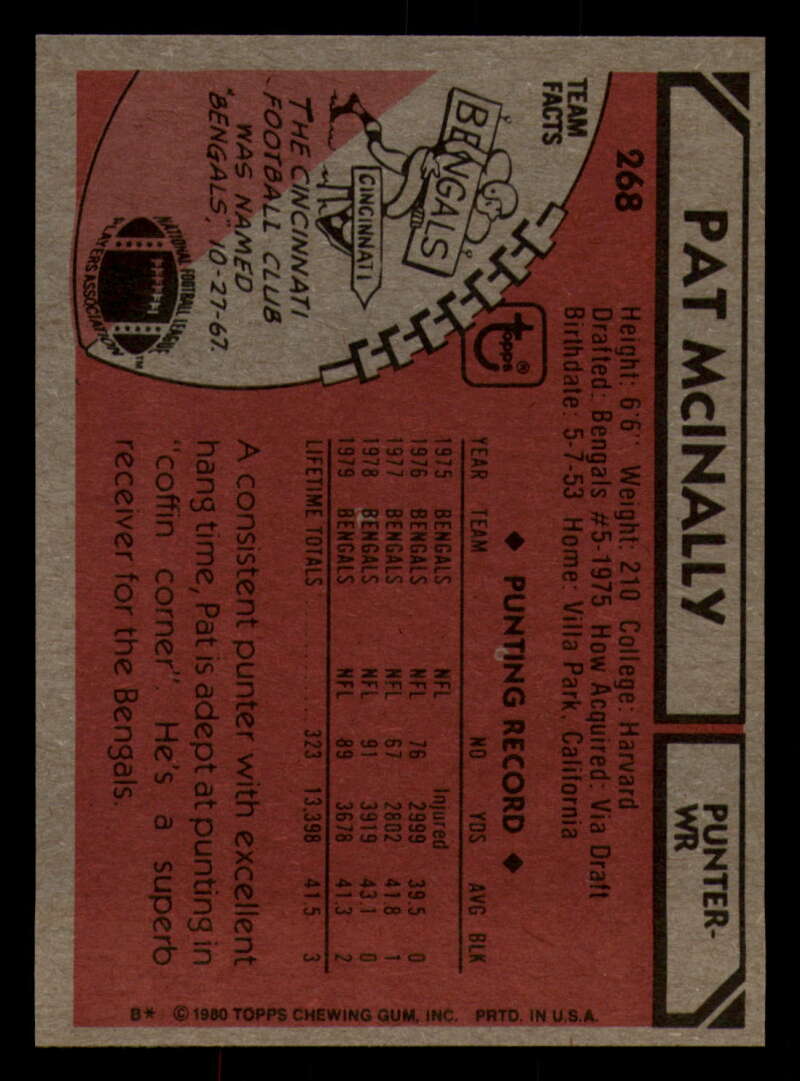 PAT McINALLY
PUNTER-
WR
268
Height: 6'6" Weight: 210 College: Harvard
Drafted: Bengals #5-1975 How Acquired: Via Draft
Birthdate: 5-7-53 Home: Villa Park, California
topps®
TEAM
FACTS
BENGALS
CINCINNATI
THE CINCINNATI
FOOTBALL CLUB
WAS NAMED
"BENGALS," 10-27-67.
NATIONAL FOOTBALL LEAGUE
PLAYERS ASSOCIATION™
◆ PUNTING RECORD ◆
YEAR TEAM NO YDS AVG BLK
1975 BENGALS NFL Injured
1976 BENGALS NFL 76 2999 39.5 0
1977 BENGALS NFL 67 2802 41.8 1
1978 BENGALS NFL 91 3919 43.1 0
1979 BENGALS NFL 89 3678 41.3 2
LIFETIME TOTALS 323 13,398 41.5 3
A consistent punter with excellent
hang time, Pat is adept at punting in
"coffin corner". He's a superb
receiver for the Bengals.
B* © 1980 TOPPS CHEWING GUM, INC. PRTD. IN U.S.A.